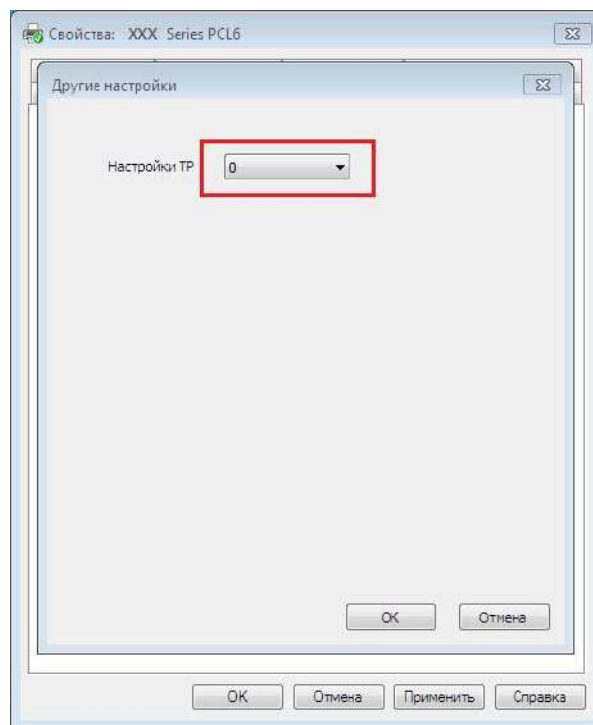 Свойства: XXX Series PCL6
Другие настройки
Настройки TP 0
OK Отмена
OK Отмена Применить Справка